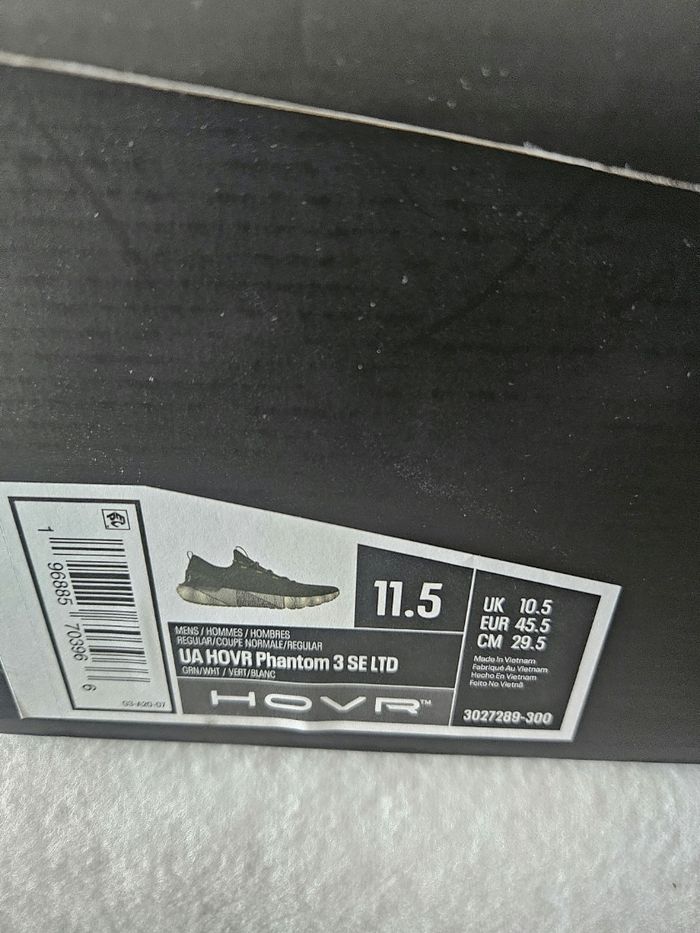 1 96885 70396 6
03-A20-07
MENS / HOMMES / HOMBRES
REGULAR/COUPE NORMALE/REGULAR
UA HOVR Phantom 3 SE LTD
GRN/WHT / VERT/BLANC
HOVR™
11.5
UK 10.5
EUR 45.5
CM 29.5
Made In Vietnam
Fabriqué Au Vietnam
Hecho En Vietnam
Feito No Vietnã
3027289-300